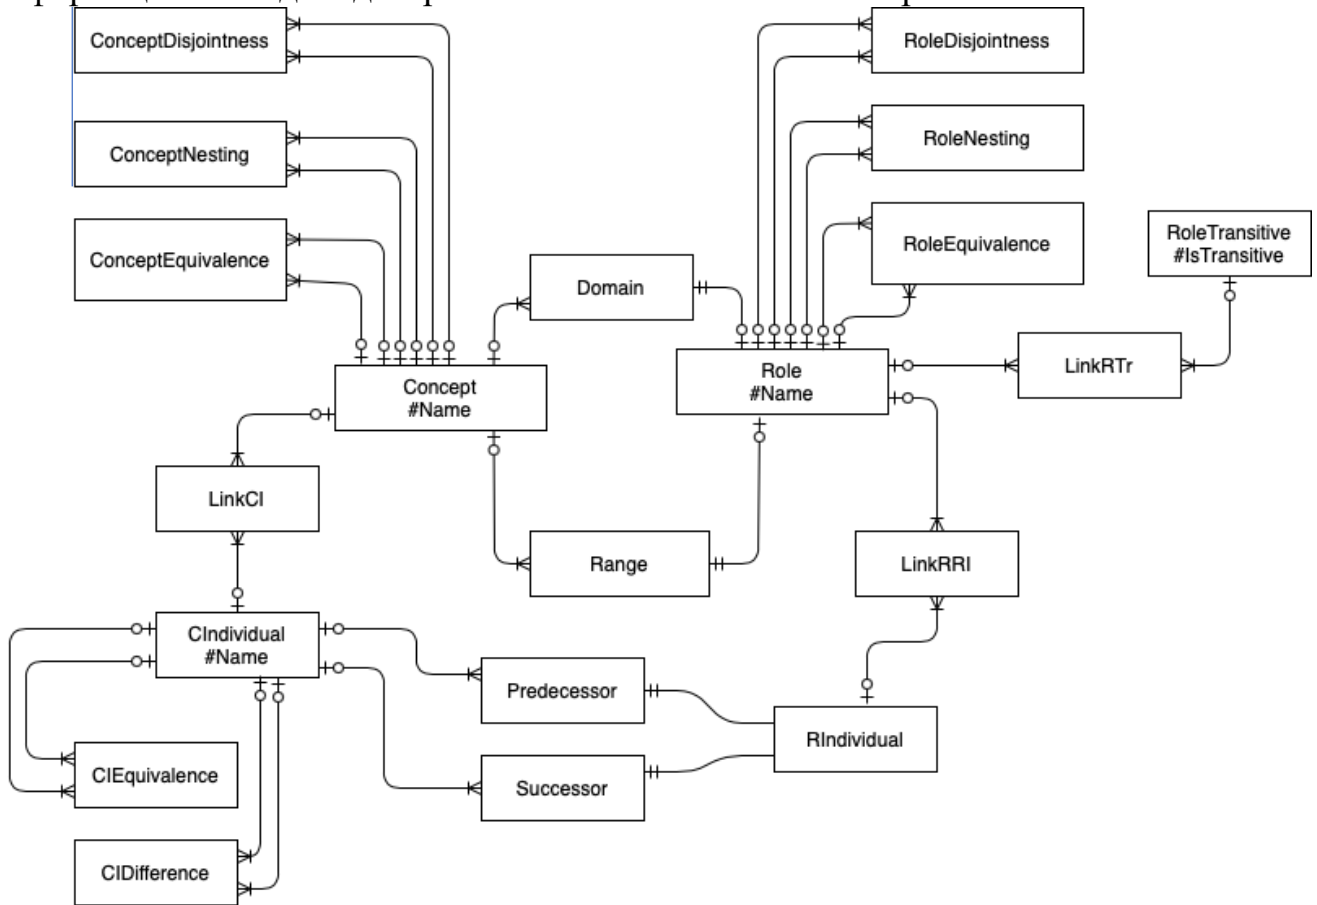 ConceptDisjointness
RoleDisjointness
ConceptNesting
RoleNesting
ConceptEquivalence
RoleEquivalence
RoleTransitive
#IsTransitive
Domain
Concept
#Name
Role
#Name
LinkRTr
LinkCI
Range
LinkRRI
CIndividual
#Name
Predecessor
RIndividual
CIEquivalence
Successor
CIDifference